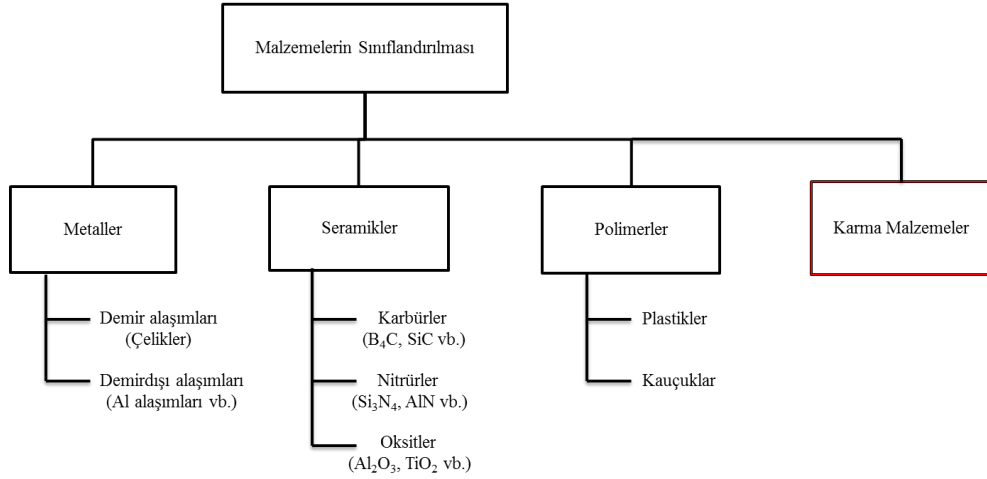 Malzemelerin Sınıflandırılması
Metaller
Seramikler
Polimerler
Karma Malzemeler
Demir alaşımları
(Çelikler)
Demirdışı alaşımları
(Al alaşımları vb.)
Karbürler
(B₄C, SiC vb.)
Nitrürler
(Si₃N₄, AlN vb.)
Oksitler
(Al₂O₃, TiO₂ vb.)
Plastikler
Kauçuklar